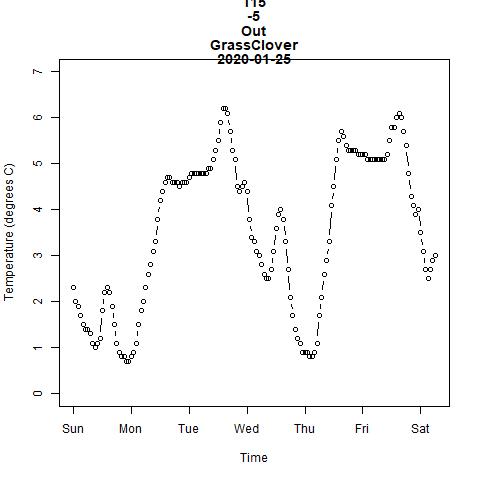 T15
-5
Out
GrassClover
2020-01-25
Temperature (degrees C)
7
6
5
4
3
2
1
0
Sun Mon Tue Wed Thu Fri Sat
Time